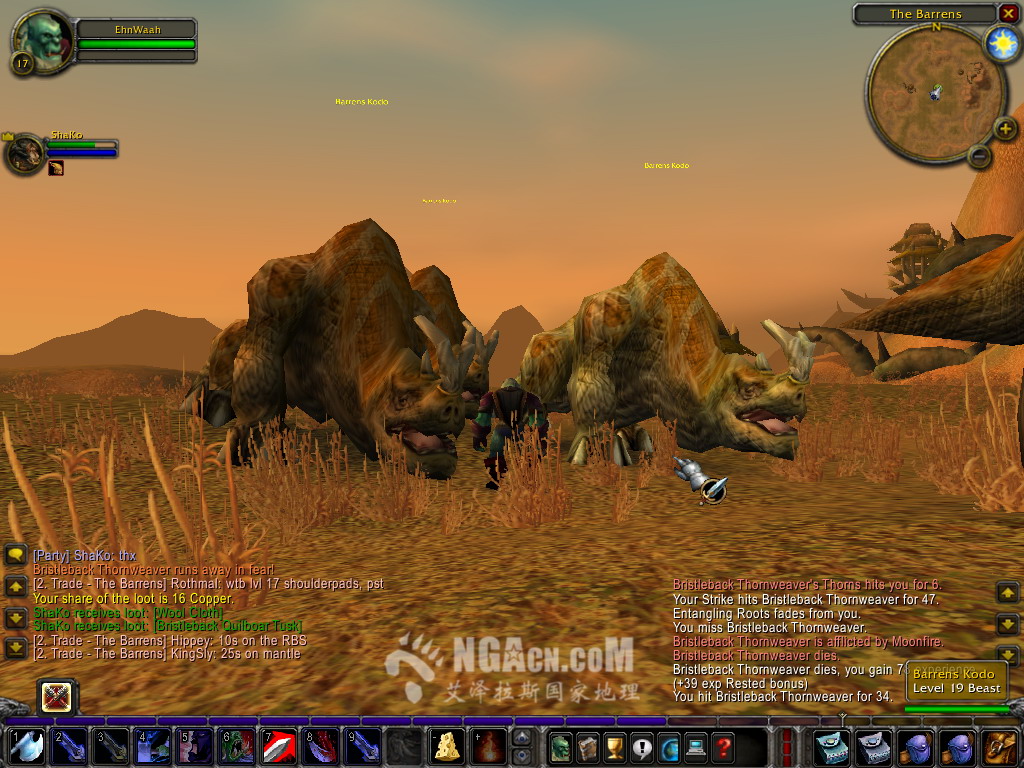 EhnWaah
17
The Barrens
N
Barrens Kodo
ShaKo
Barrens Kodo
Barrens Kodo
[Party] ShaKo: thx
Bristleback Thornweaver runs away in fear!
[2. Trade - The Barrens] Rothmal: wtb lvl 17 shoulderpads, pst
Your share of the loot is 16 Copper.
ShaKo receives loot: [Wool Cloth].
ShaKo receives loot: [Bristleback Quilboar Tusk].
[2. Trade - The Barrens] Hippey: 10s on the RBS
[2. Trade - The Barrens] KingSly: 25s on mantle
Bristleback Thornweaver's Thorns hits you for 6.
Your Strike hits Bristleback Thornweaver for 47.
Entangling Roots fades from you.
You miss Bristleback Thornweaver.
Bristleback Thornweaver is afflicted by Moonfire.
Bristleback Thornweaver dies.
Bristleback Thornweaver dies, you gain experience.
(+39 exp Rested bonus)
You hit Bristleback Thornweaver for 34.
Barrens Kodo
Level 19 Beast
NGACN.COM
艾泽拉斯国家地理
1 2 3 4 5 6 7 8 9 - +